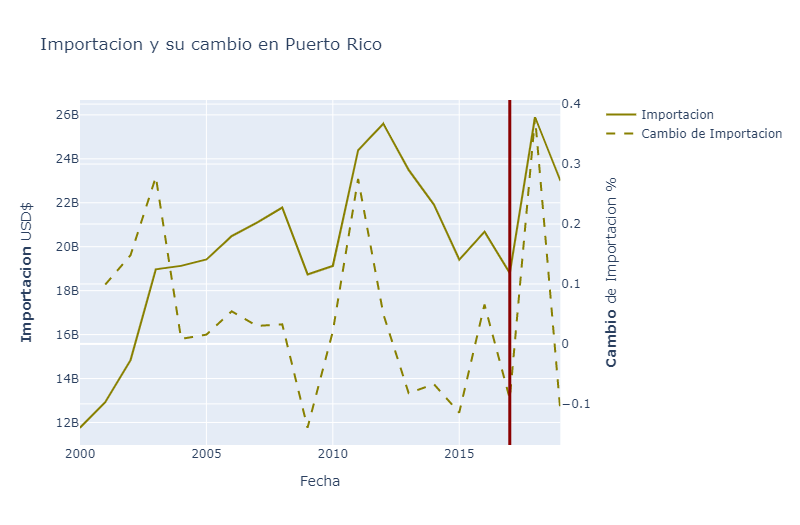 Importacion y su cambio en Puerto Rico
Importacion
Cambio de Importacion
26B
24B
22B
20B
18B
16B
14B
12B
Importacion USD$
0.4
0.3
0.2
0.1
0
−0.1
Cambio de Importacion %
2000
2005
2010
2015
Fecha